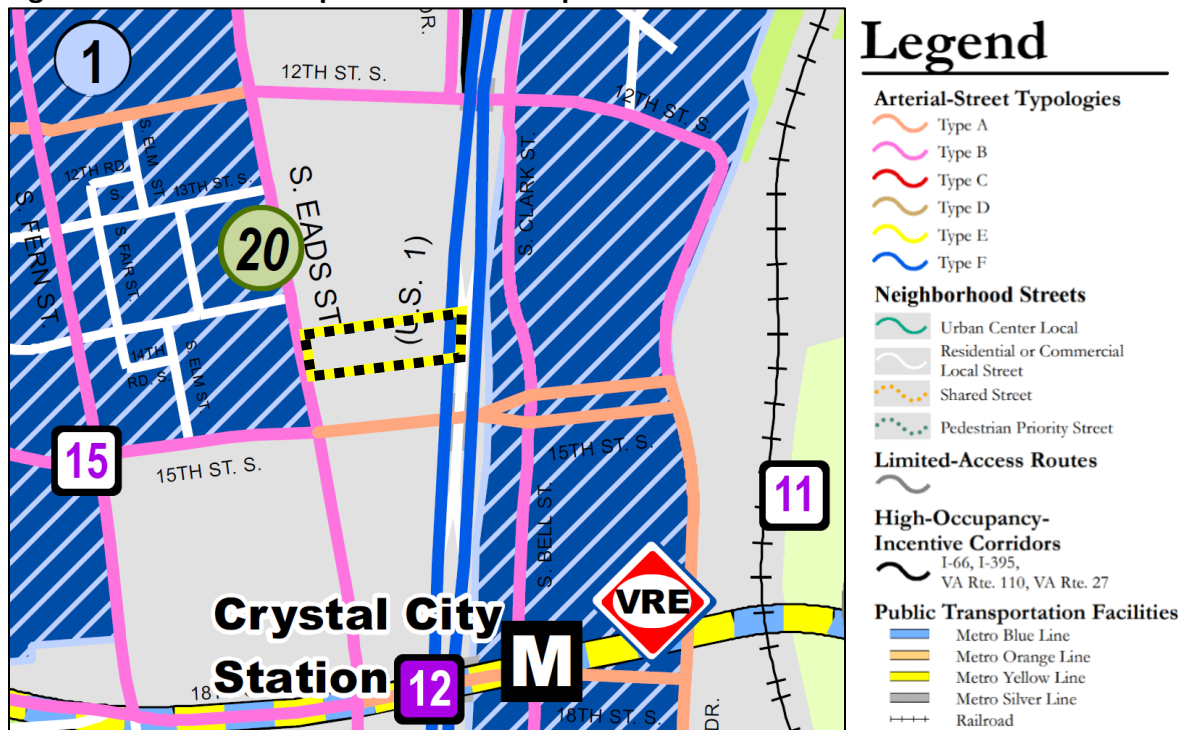 1
DR.
12TH ST. S.
12TH ST. S.
S. ELM
ST
12TH RD
S
13TH ST. S.
S. CLARK ST.
S. FERN ST.
20
S. EADS ST
S. FAIR ST.
(U.S. 1)
14TH
RD. S.
S. ELM ST
15
15TH ST. S.
15TH ST. S.
11
S. BELL ST.
VRE
Crystal City
Station
M
12
18TH
18TH ST. S.
DR.
Legend
Arterial-Street Typologies
Type A
Type B
Type C
Type D
Type E
Type F
Neighborhood Streets
Urban Center Local
Residential or Commercial
Local Street
Shared Street
Pedestrian Priority Street
Limited-Access Routes
High-Occupancy-
Incentive Corridors
I-66, I-395,
VA Rte. 110, VA Rte. 27
Public Transportation Facilities
Metro Blue Line
Metro Orange Line
Metro Yellow Line
Metro Silver Line
Railroad